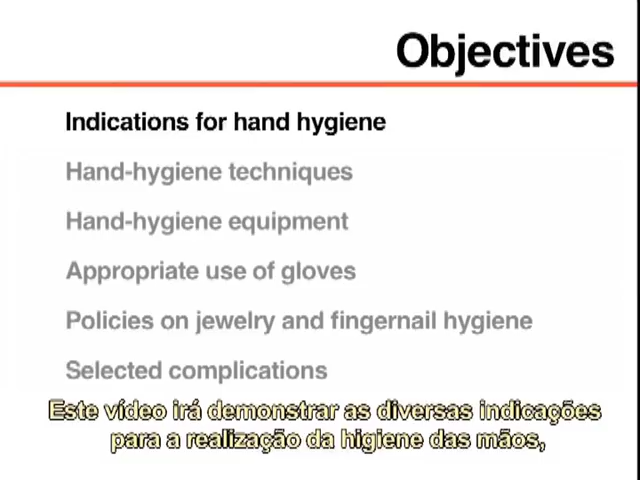 Objectives
Indications for hand hygiene
Hand-hygiene techniques
Hand-hygiene equipment
Appropriate use of gloves
Policies on jewelry and fingernail hygiene
Selected complications
Este vídeo irá demonstrar as diversas indicações
para a realização da higiene das mãos,